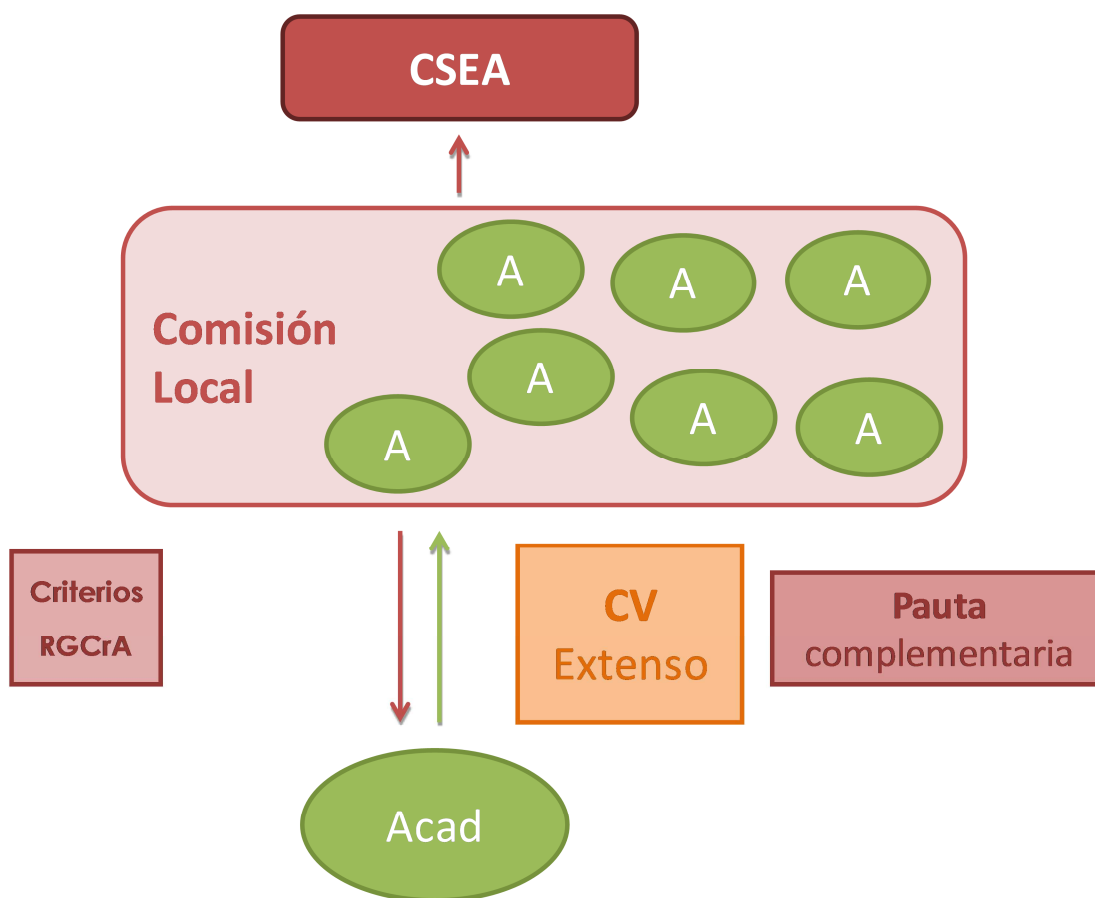 CSEA
A
A
A
Comisión
Local
A
A
A
A
Criterios
RGCrA
CV
Extenso
Pauta
complementaria
Acad